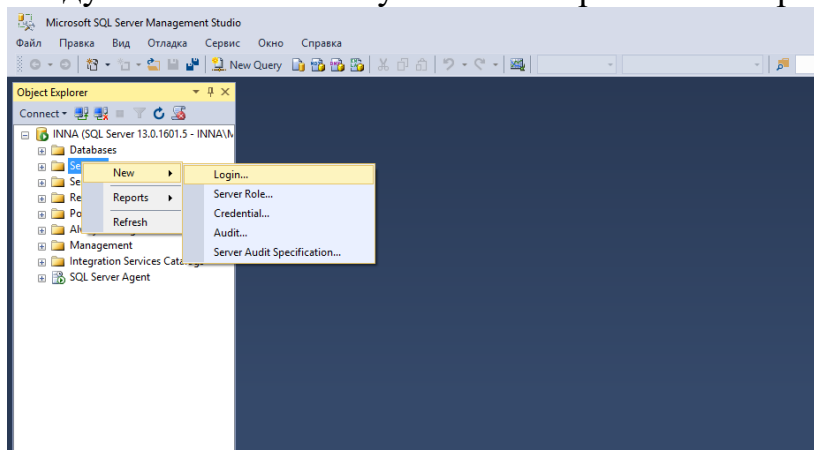 Microsoft SQL Server Management Studio
Файл Правка Вид Отладка Сервис Окно Справка
New Query
Object Explorer
Connect
INNA (SQL Server 13.0.1601.5 - INNA\
Databases
New
Login...
Reports
Server Role...
Refresh
Credential...
Audit...
Management
Server Audit Specification...
Integration Services
SQL Server Agent